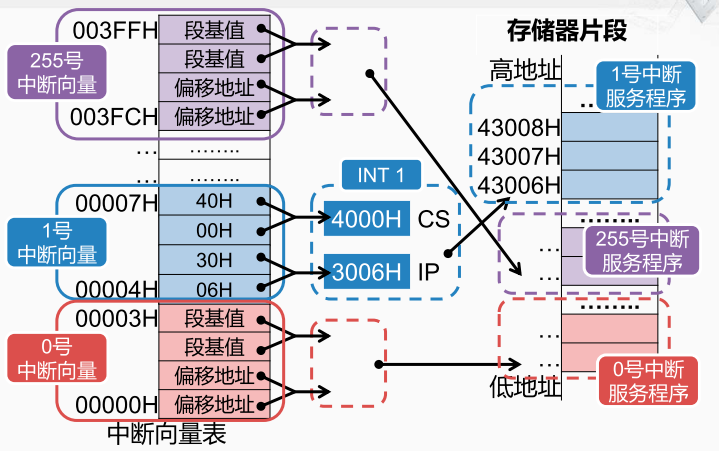 003FFH
段基值
段基值
偏移地址
003FCH
偏移地址
255号
中断向量
...
........
...
........
00007H
40H
00H
30H
00004H
06H
1号
中断向量
INT 1
4000H
CS
3006H
IP
00003H
段基值
段基值
偏移地址
00000H
偏移地址
0号
中断向量
中断向量表
存储器片段
高地址
1号中断
服务程序
..
43008H
43007H
43006H
........
255号中断
服务程序
...
...
........
...
...
0号中断
服务程序
低地址